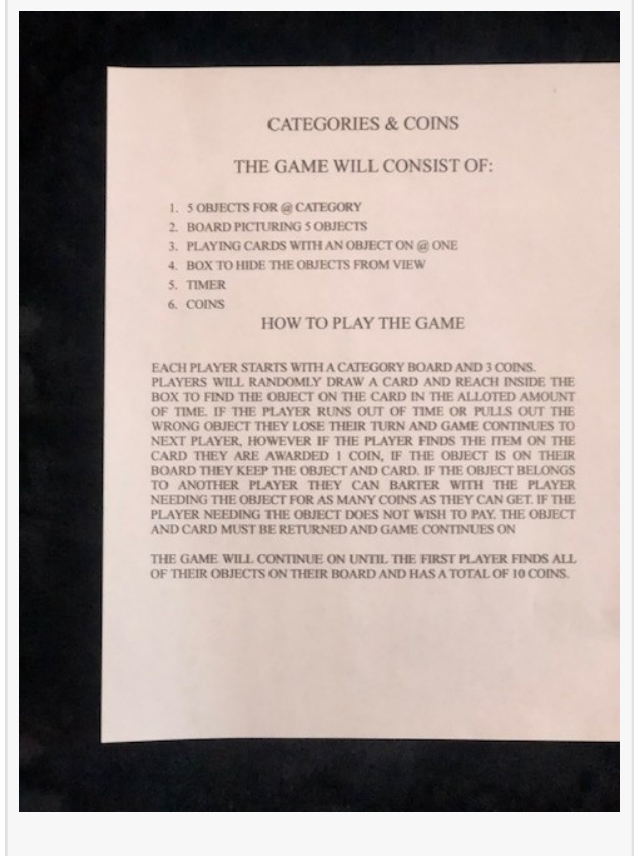 CATEGORIES & COINS
THE GAME WILL CONSIST OF:
1. 5 OBJECTS FOR @ CATEGORY
2. BOARD PICTURING 5 OBJECTS
3. PLAYING CARDS WITH AN OBJECT ON @ ONE
4. BOX TO HIDE THE OBJECTS FROM VIEW
5. TIMER
6. COINS
HOW TO PLAY THE GAME
EACH PLAYER STARTS WITH A CATEGORY BOARD AND 3 COINS.
PLAYERS WILL RANDOMLY DRAW A CARD AND REACH INSIDE THE
BOX TO FIND THE OBJECT ON THE CARD IN THE ALLOTED AMOUNT
OF TIME. IF THE PLAYER RUNS OUT OF TIME OR PULLS OUT THE
WRONG OBJECT THEY LOSE THEIR TURN AND GAME CONTINUES TO
NEXT PLAYER, HOWEVER IF THE PLAYER FINDS THE ITEM ON THE
CARD THEY ARE AWARDED 1 COIN, IF THE OBJECT IS ON THEIR
BOARD THEY KEEP THE OBJECT AND CARD. IF THE OBJECT BELONGS
TO ANOTHER PLAYER THEY CAN BARTER WITH THE PLAYER
NEEDING THE OBJECT FOR AS MANY COINS AS THEY CAN GET. IF THE
PLAYER NEEDING THE OBJECT DOES NOT WISH TO PAY. THE OBJECT
AND CARD MUST BE RETURNED AND GAME CONTINUES ON
THE GAME WILL CONTINUE ON UNTIL THE FIRST PLAYER FINDS ALL
OF THEIR OBJECTS ON THEIR BOARD AND HAS A TOTAL OF 10 COINS.